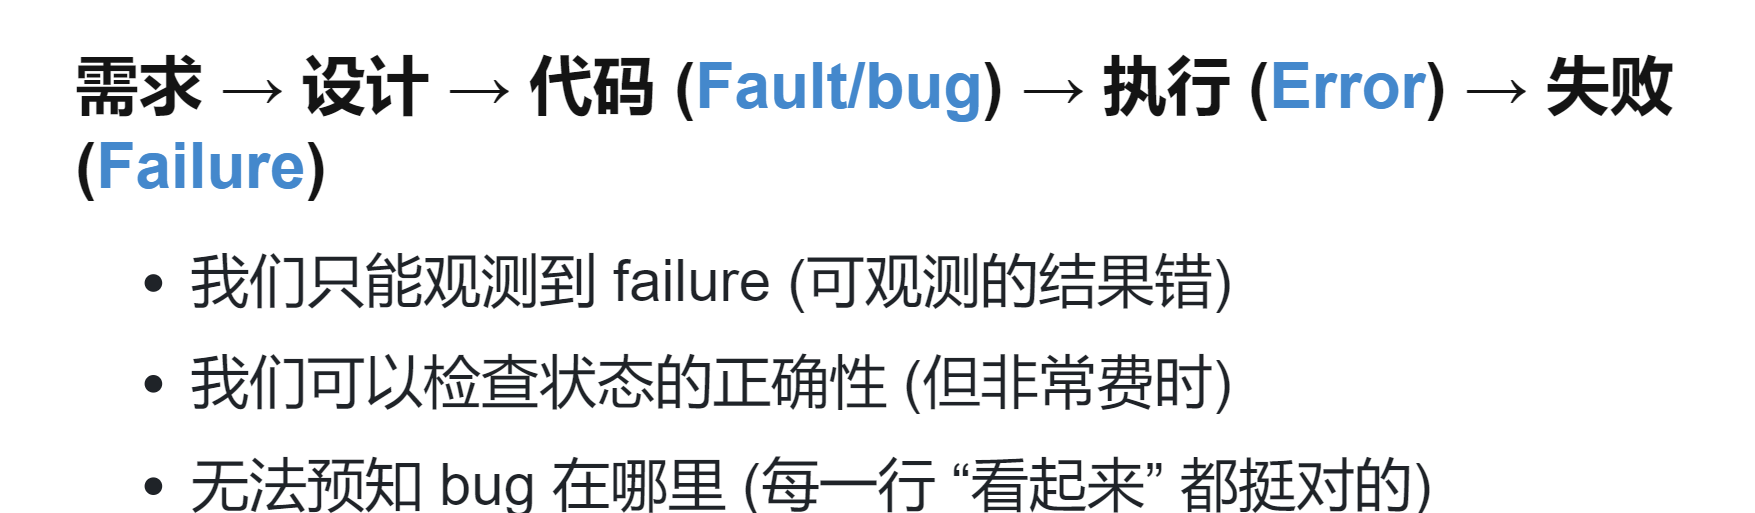 需求 → 设计 → 代码 (Fault/bug) → 执行 (Error) → 失败
(Failure)
• 我们只能观测到 failure (可观测的结果错)
• 我们可以检查状态的正确性 (但非常费时)
• 无法预知 bug 在哪里 (每一行 “看起来” 都挺对的)